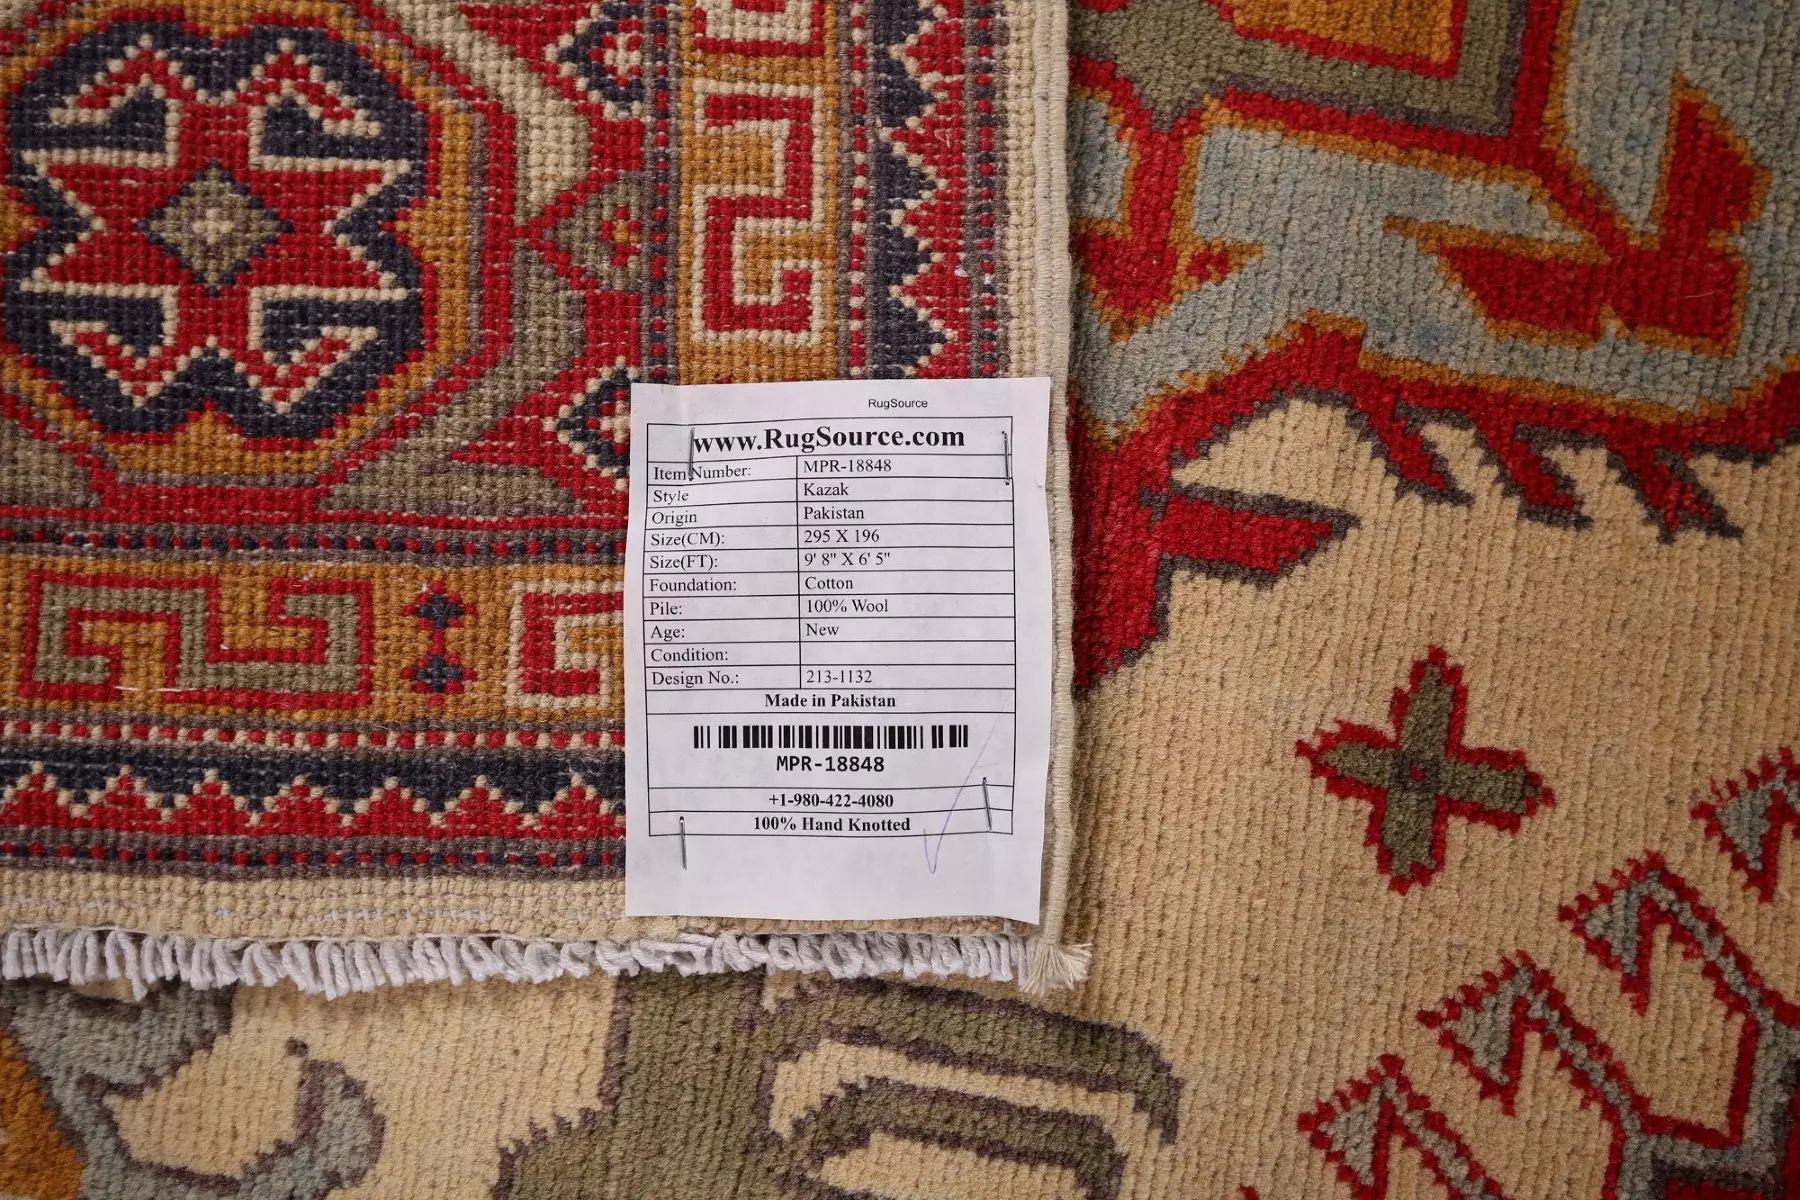 RugSource
www.RugSource.com
Item Number: MPR-18848
Style Kazak
Origin Pakistan
Size(CM): 295 X 196
Size(FT): 9' 8" X 6' 5"
Foundation: Cotton
Pile: 100% Wool
Age: New
Condition:
Design No.: 213-1132
Made in Pakistan
MPR-18848
+1-980-422-4080
100% Hand Knotted